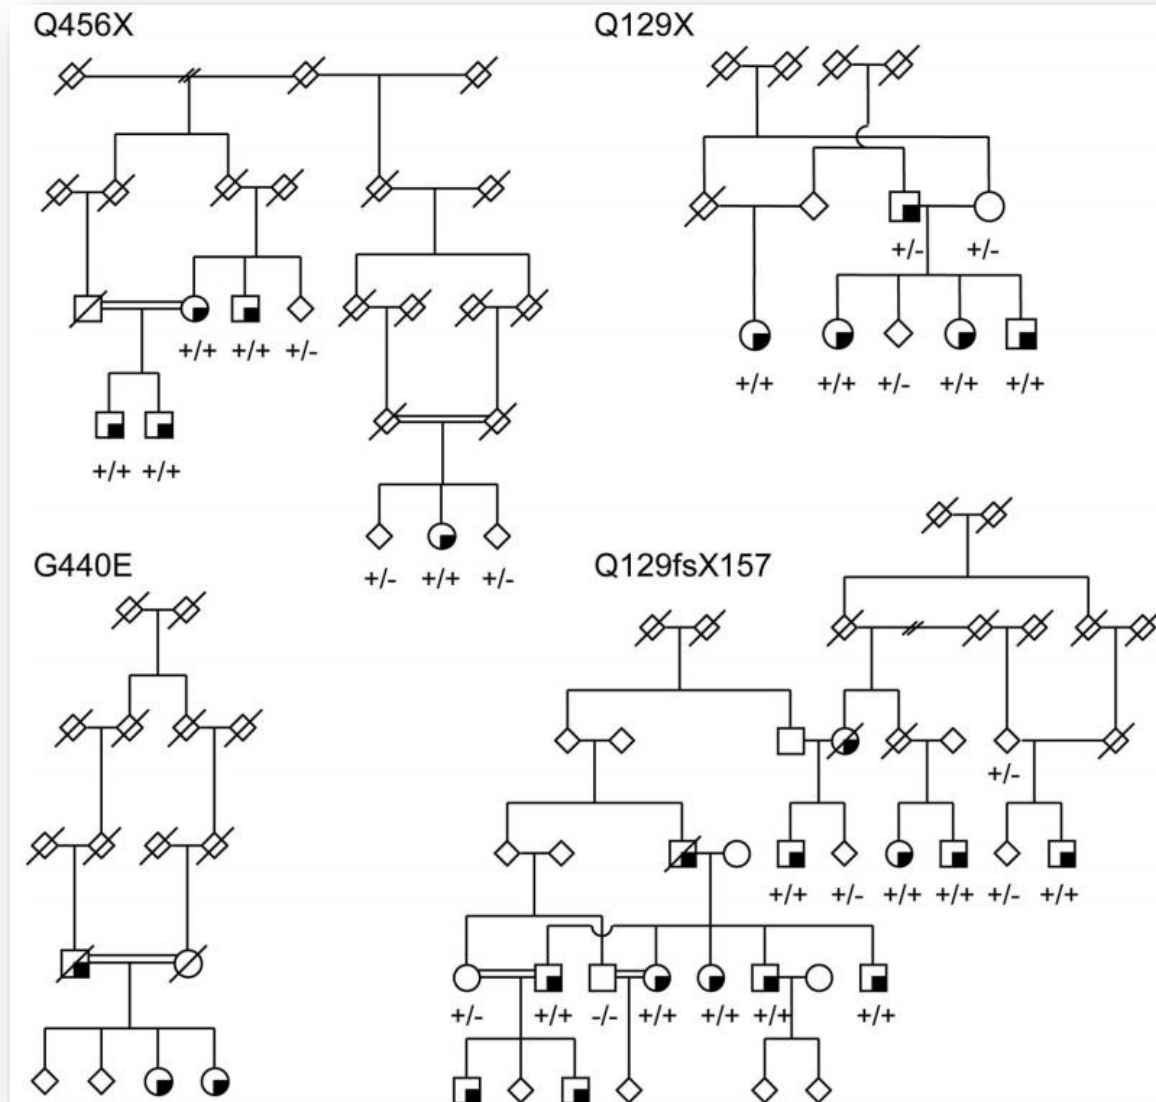 Q456X
Q129X
+/- +/-
+/+ +/+ +/-
+/+ +/+ +/- +/+ +/+
+/+ +/+
+/- +/+ +/-
G440E
Q129fsX157
+/-
+/+ +/- +/+ +/+ +/- +/+
+/- +/+ -/- +/+ +/+ +/+ +/+